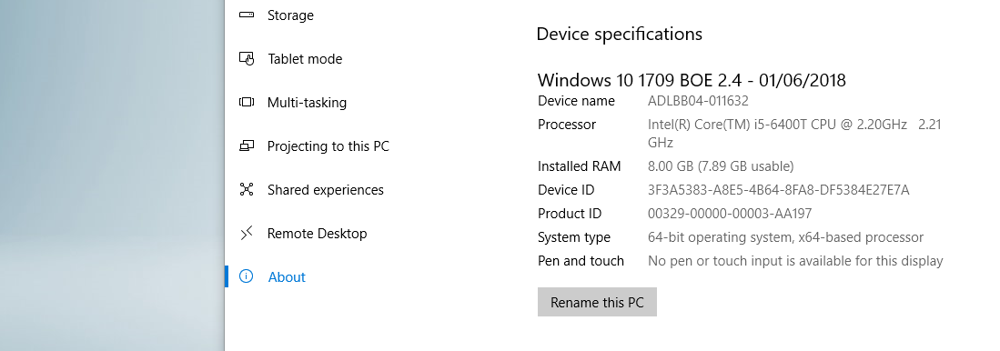 Storage
Tablet mode
Multi-tasking
Projecting to this PC
Shared experiences
Remote Desktop
About
Device specifications
Windows 10 1709 BOE 2.4 - 01/06/2018
Device name ADLBB04-011632
Processor Intel(R) Core(TM) i5-6400T CPU @ 2.20GHz 2.21
GHz
Installed RAM 8.00 GB (7.89 GB usable)
Device ID 3F3A5383-A8E5-4B64-8FA8-DF5384E27E7A
Product ID 00329-00000-00003-AA197
System type 64-bit operating system, x64-based processor
Pen and touch No pen or touch input is available for this display
Rename this PC